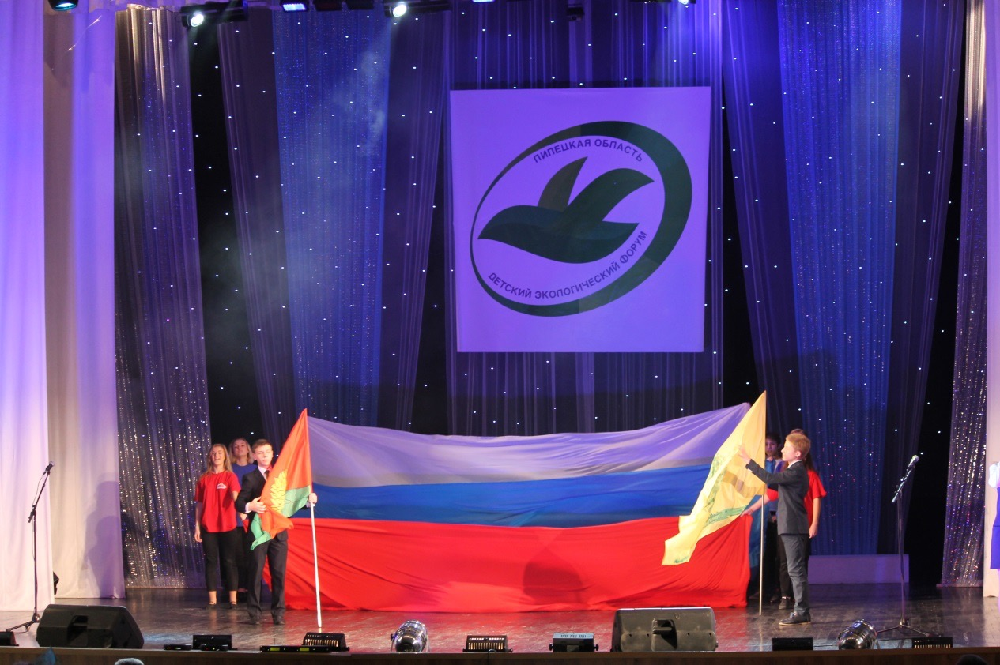 ЛИПЕЦКАЯ ОБЛАСТЬ
ДЕТСКИЙ ЭКОЛОГИЧЕСКИЙ ФОРУМ